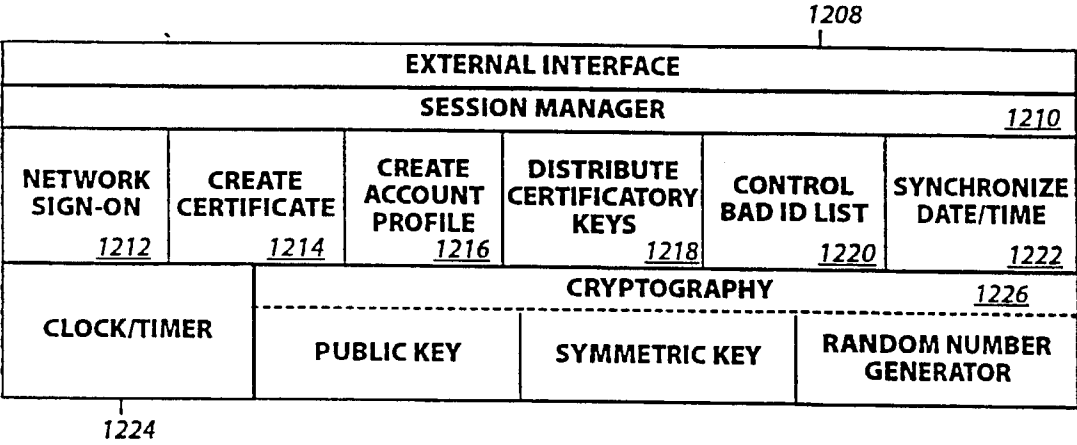 1208
EXTERNAL INTERFACE
SESSION MANAGER 1210
NETWORK
SIGN-ON
1212
CREATE
CERTIFICATE
1214
CREATE
ACCOUNT
PROFILE
1216
DISTRIBUTE
CERTIFICATORY
KEYS
1218
CONTROL
BAD ID LIST
1220
SYNCHRONIZE
DATE/TIME
1222
CLOCK/TIMER
CRYPTOGRAPHY 1226
PUBLIC KEY
SYMMETRIC KEY
RANDOM NUMBER
GENERATOR
1224